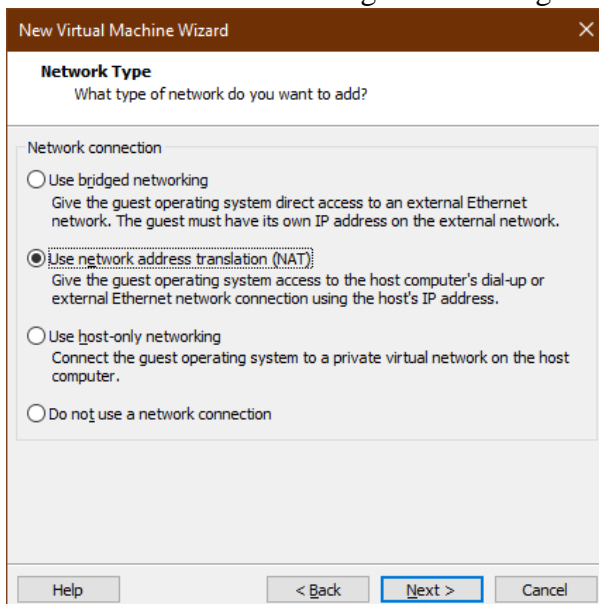 New Virtual Machine Wizard
Network Type
What type of network do you want to add?
Network connection
Use bridged networking
Give the guest operating system direct access to an external Ethernet
network. The guest must have its own IP address on the external network.
Use network address translation (NAT)
Give the guest operating system access to the host computer's dial-up or
external Ethernet network connection using the host's IP address.
Use host-only networking
Connect the guest operating system to a private virtual network on the host
computer.
Do not use a network connection
Help
< Back
Next >
Cancel